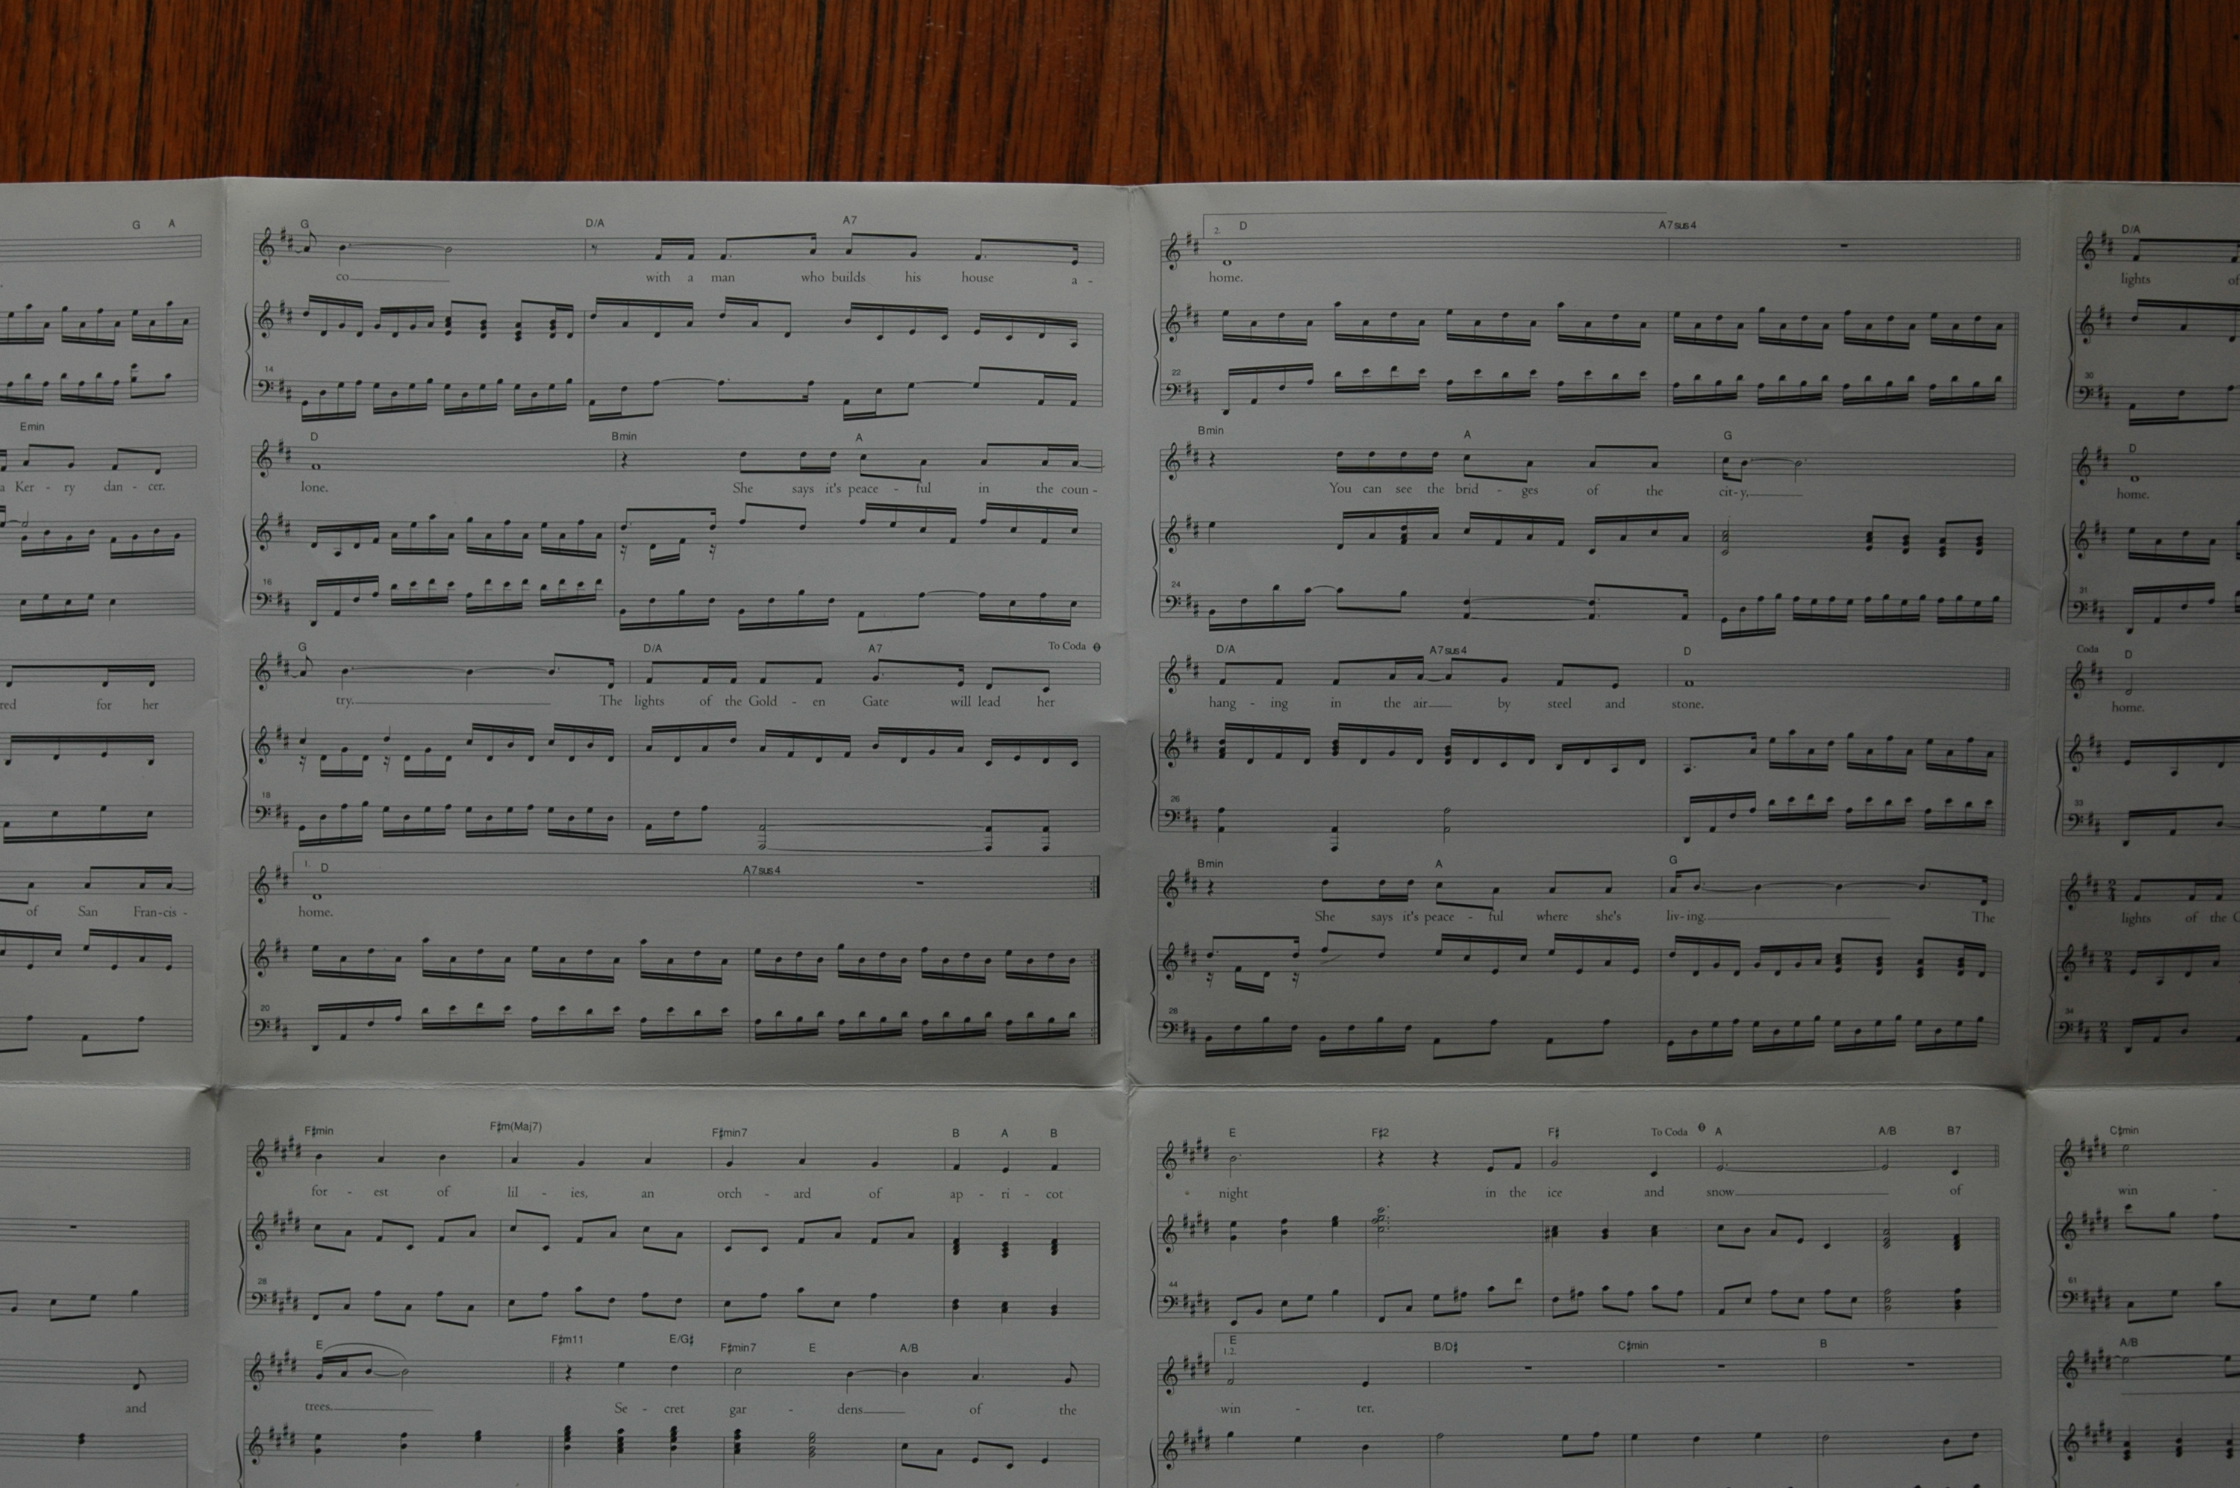 G A
Emin
a Ker - ry dan - cer.
red for her
of San Fran-cis -
and
G D/A A7
co with a man who builds his house a -
14
D Bmin A
lone. She says it's peace - ful in the coun -
16
G D/A A7 To Coda
try. The lights of the Gold - en Gate will lead her
18
1. D A7sus4
home.
20
F♯min F♯m(Maj7) F♯min7 B A B
for - est of lil - ies, an orch - ard of ap - ri - cot
28
E F♯m11 E/G♯ F♯min7 E A/B
trees. Se - cret gar - dens of the
2. D A7sus4
home.
22
Bmin A G
You can see the brid - ges of the cit - y,
24
D/A A7sus4 D
hang - ing in the air by steel and stone.
26
Bmin A G
She says it's peace - ful where she's liv - ing. The
28
E F♯2 F♯ To Coda A A/B B7
night in the ice and snow of
44
E B/D♯ C♯min B
1.2.
win - ter.
D/A
lights of
30
D
home.
31
Coda D
home.
33
2/4
lights of the
34
C♯min
win -
61
A/B